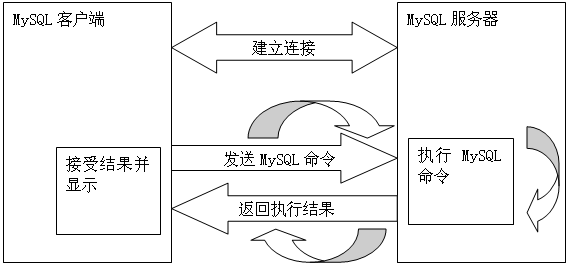 MySQL 客户端
MySQL 服务器
建立连接
发送 MySQL 命令
执行 MySQL
命令
接受结果并
显示
返回执行结果